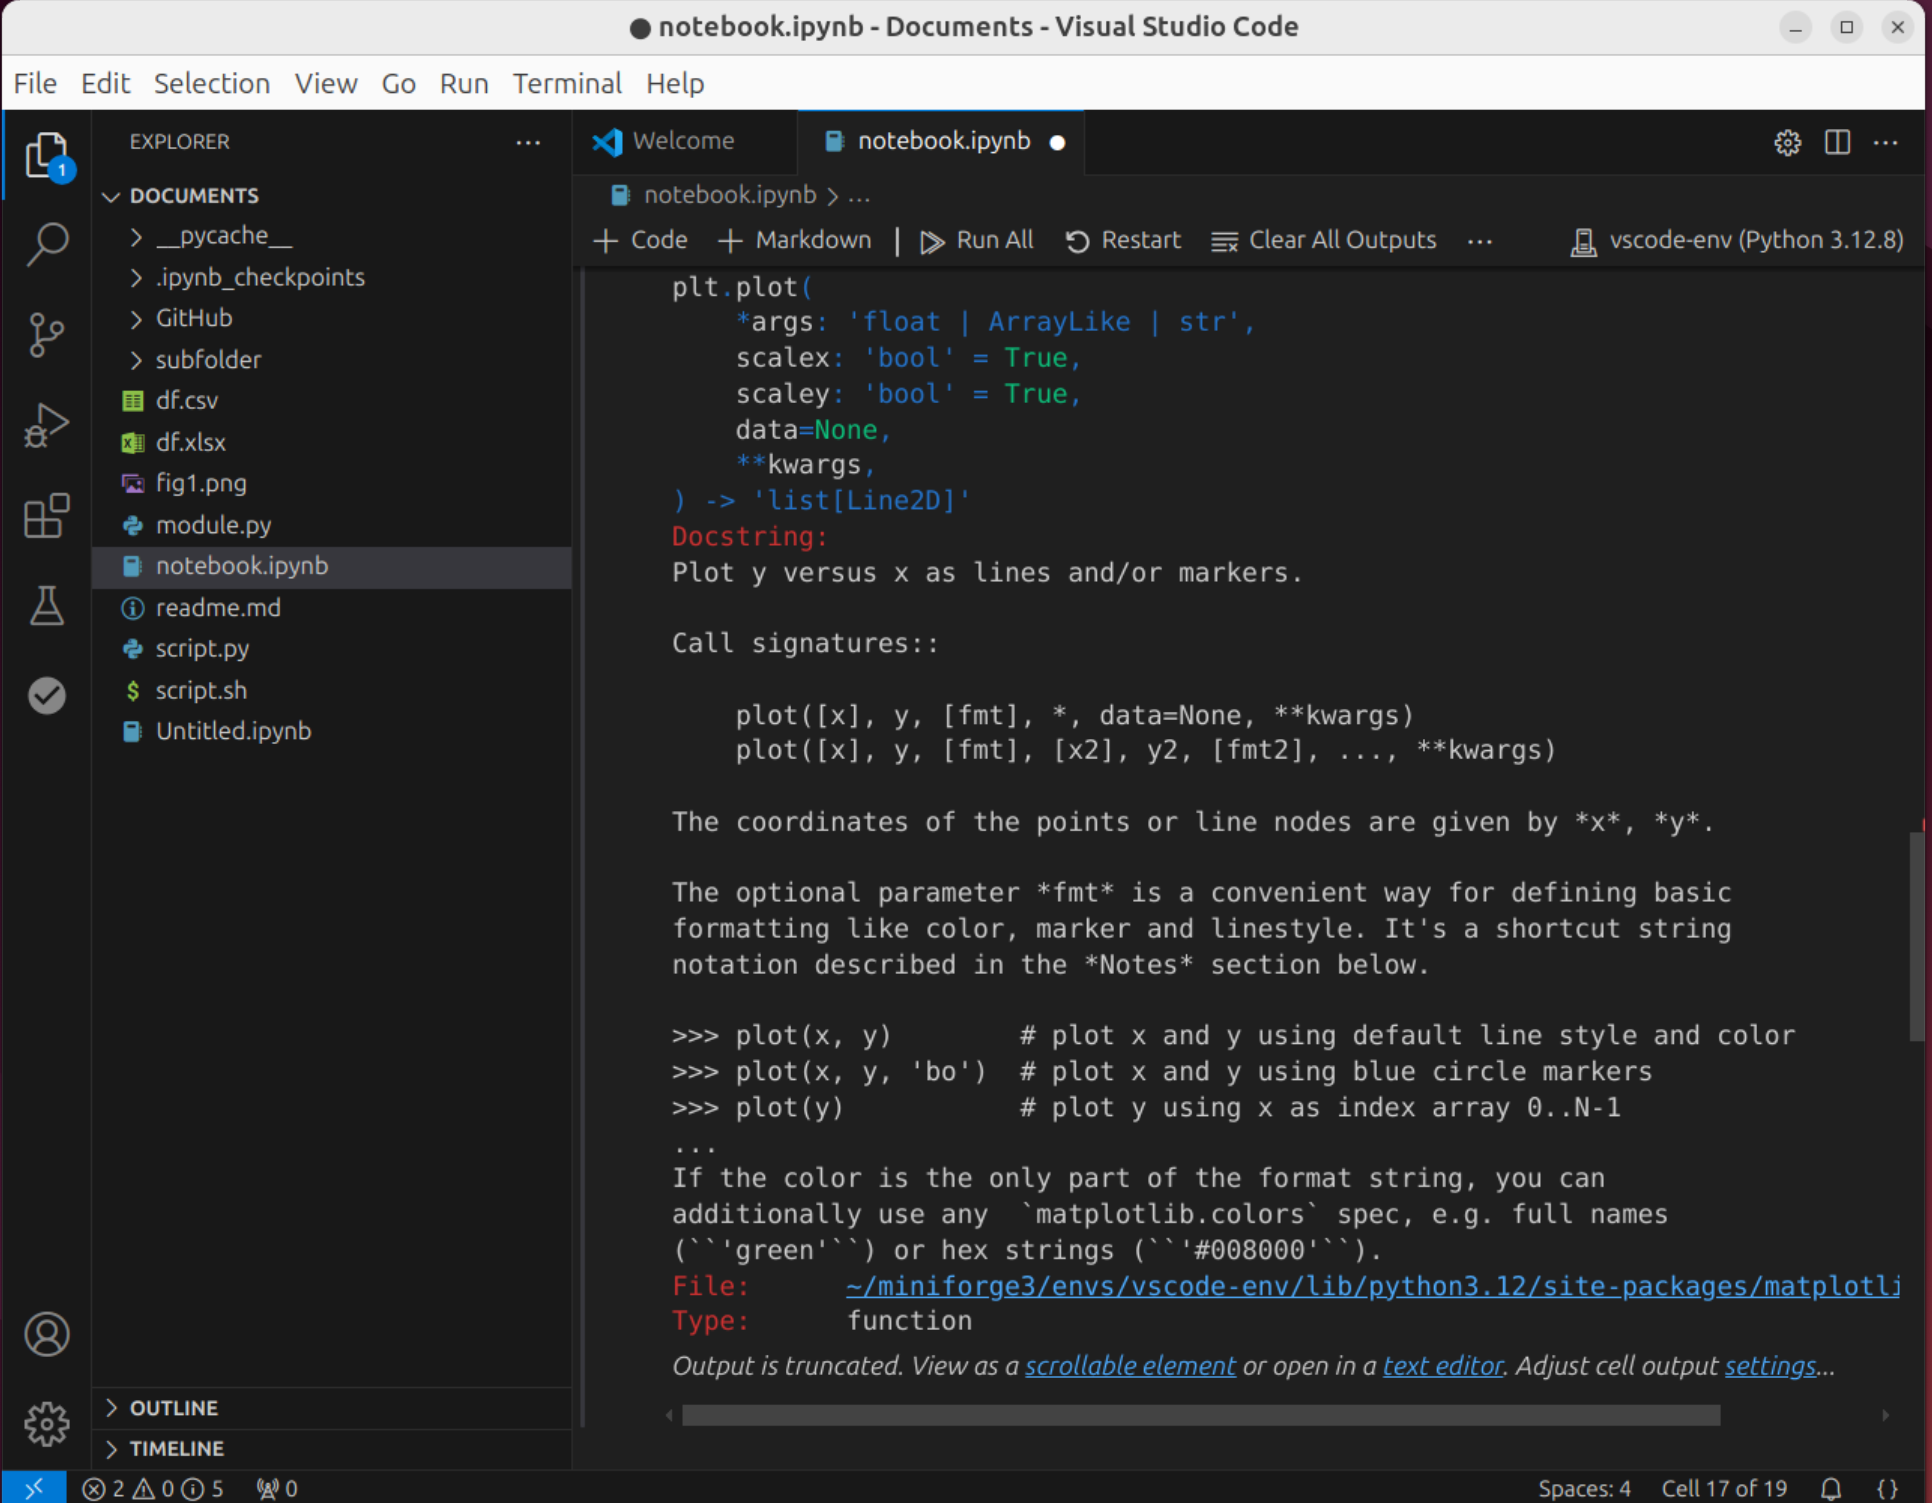 notebook.ipynb - Documents - Visual Studio Code
File Edit Selection View Go Run Terminal Help
1
EXPLORER
DOCUMENTS
__pycache__
.ipynb_checkpoints
GitHub
subfolder
df.csv
df.xlsx
fig1.png
module.py
notebook.ipynb
readme.md
script.py
$ script.sh
Untitled.ipynb
OUTLINE
TIMELINE
Welcome notebook.ipynb
notebook.ipynb > ...
+ Code + Markdown | Run All Restart Clear All Outputs ... vscode-env (Python 3.12.8)
plt.plot(
    *args: 'float | ArrayLike | str',
    scalex: 'bool' = True,
    scaley: 'bool' = True,
    data=None,
    **kwargs,
) -> 'list[Line2D]'
Docstring:
Plot y versus x as lines and/or markers.
Call signatures::
    plot([x], y, [fmt], *, data=None, **kwargs)
    plot([x], y, [fmt], [x2], y2, [fmt2], ..., **kwargs)
The coordinates of the points or line nodes are given by *x*, *y*.
The optional parameter *fmt* is a convenient way for defining basic
formatting like color, marker and linestyle. It's a shortcut string
notation described in the *Notes* section below.
>>> plot(x, y)        # plot x and y using default line style and color
>>> plot(x, y, 'bo')  # plot x and y using blue circle markers
>>> plot(y)           # plot y using x as index array 0..N-1
...
If the color is the only part of the format string, you can
additionally use any  `matplotlib.colors` spec, e.g. full names
(``'green'``) or hex strings (``'#008000'``).
File:      ~/miniforge3/envs/vscode-env/lib/python3.12/site-packages/matplotli
Type:      function
Output is truncated. View as a scrollable element or open in a text editor. Adjust cell output settings...
2 0 5 0 Spaces: 4 Cell 17 of 19 {}